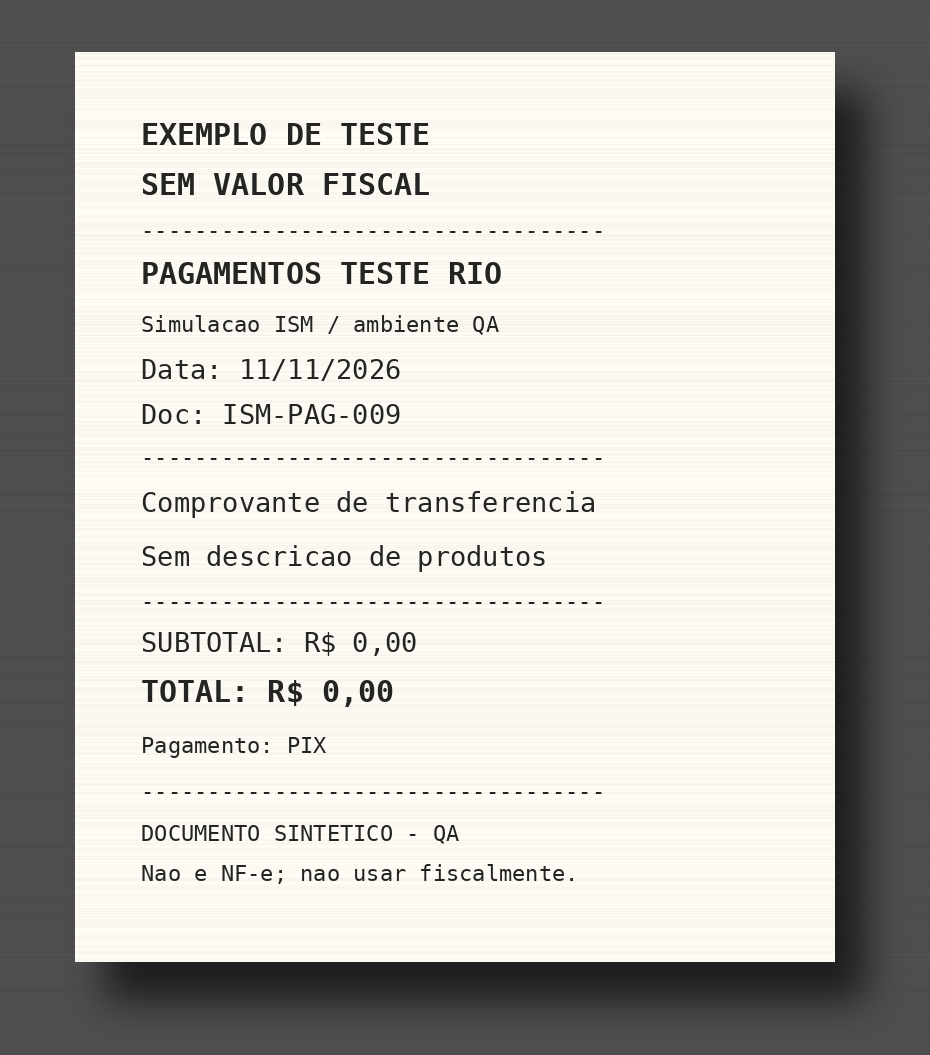 EXEMPLO DE TESTE
SEM VALOR FISCAL
-----------------------------------
PAGAMENTOS TESTE RIO
Simulacao ISM / ambiente QA
Data: 11/11/2026
Doc: ISM-PAG-009
-----------------------------------
Comprovante de transferencia
Sem descricao de produtos
-----------------------------------
SUBTOTAL: R$ 0,00
TOTAL: R$ 0,00
Pagamento: PIX
-----------------------------------
DOCUMENTO SINTETICO - QA
Nao e NF-e; nao usar fiscalmente.